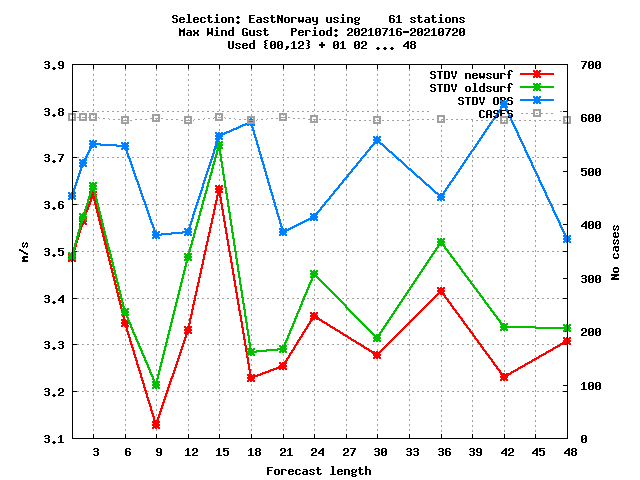 Selection: EastNorway using    61 stations
Max Wind Gust   Period: 20210716-20210720
Used {00,12} + 01 02 ... 48
STDV newsurf
STDV oldsurf
STDV OBS
CASES
3.9
3.8
3.7
3.6
3.5
3.4
3.3
3.2
3.1
m/s
700
600
500
400
300
200
100
0
No cases
3 6 9 12 15 18 21 24 27 30 33 36 39 42 45 48
Forecast length